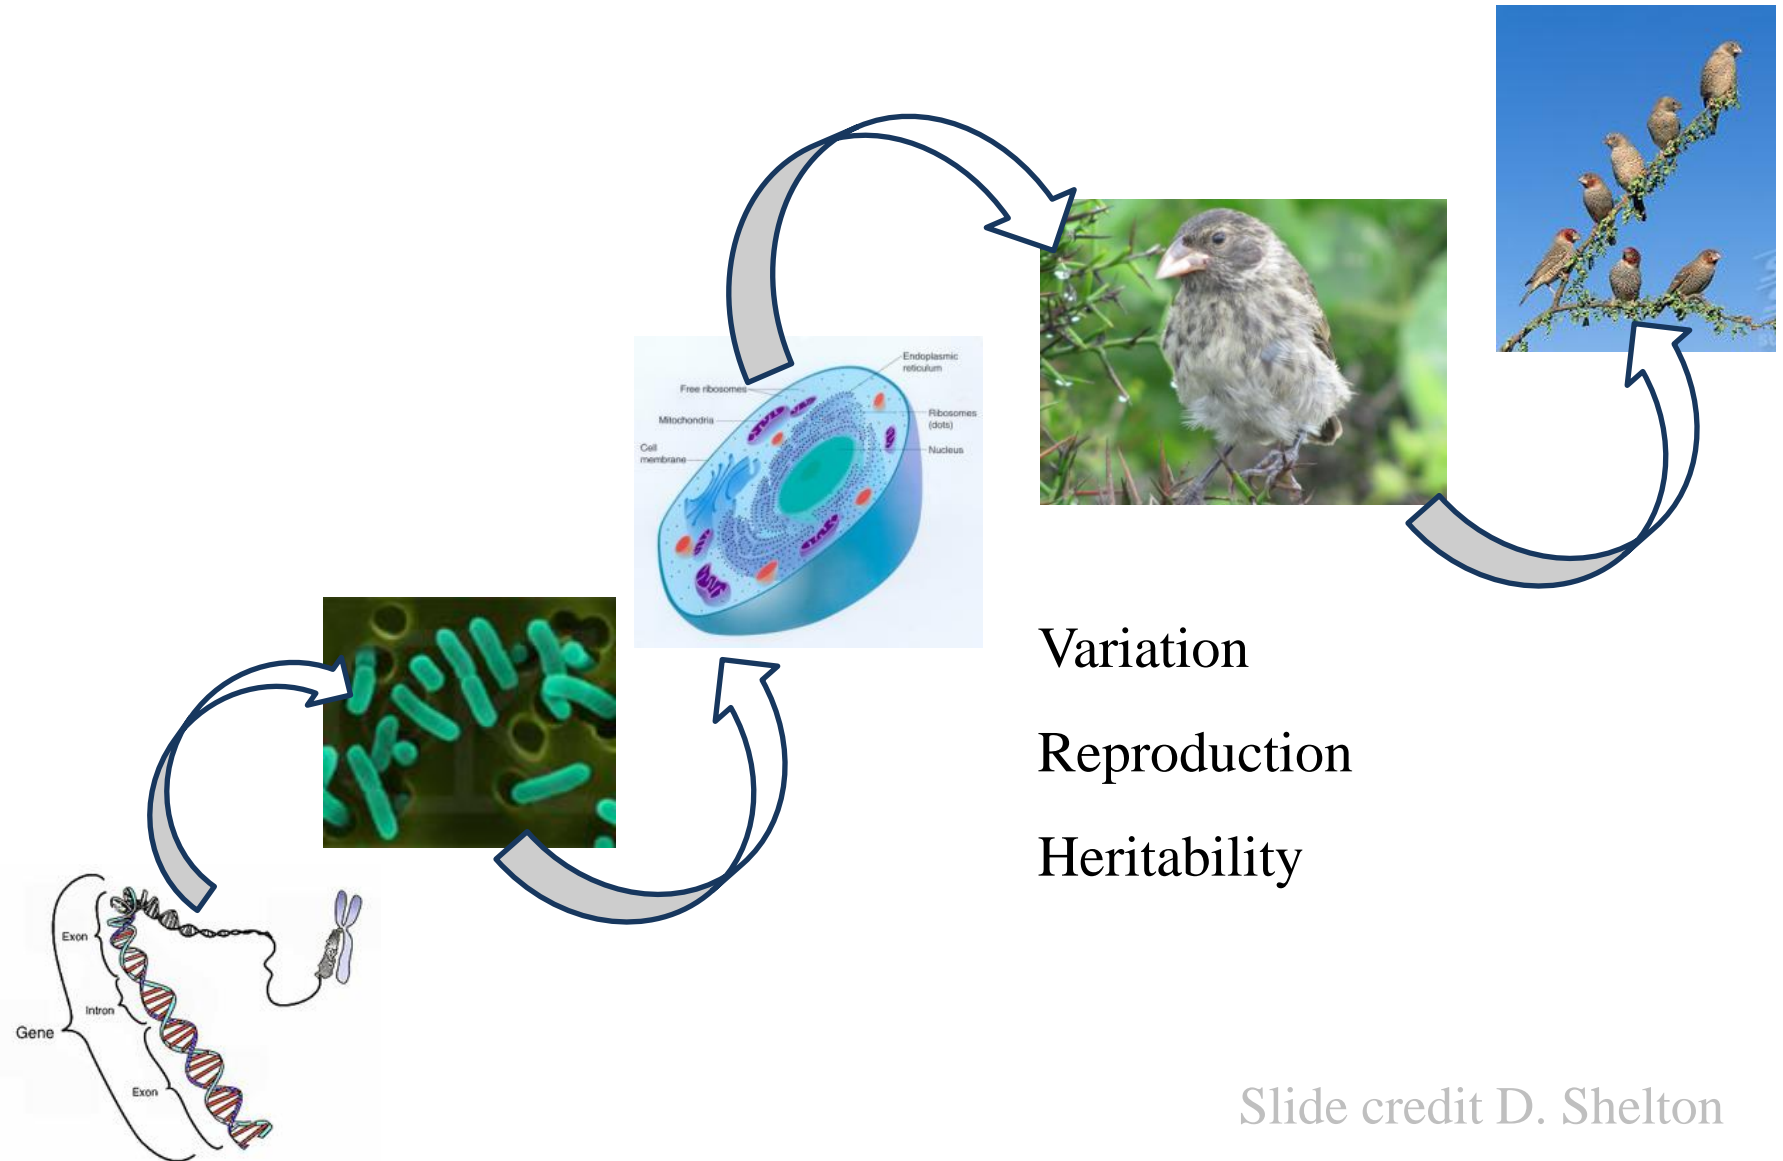 Endoplasmic
reticulum
Free ribosomes
Mitochondria
Ribosomes
(dots)
Cell
membrane
Nucleus
Variation
Reproduction
Heritability
Exon
Intron
Gene
Exon
Slide credit D. Shelton